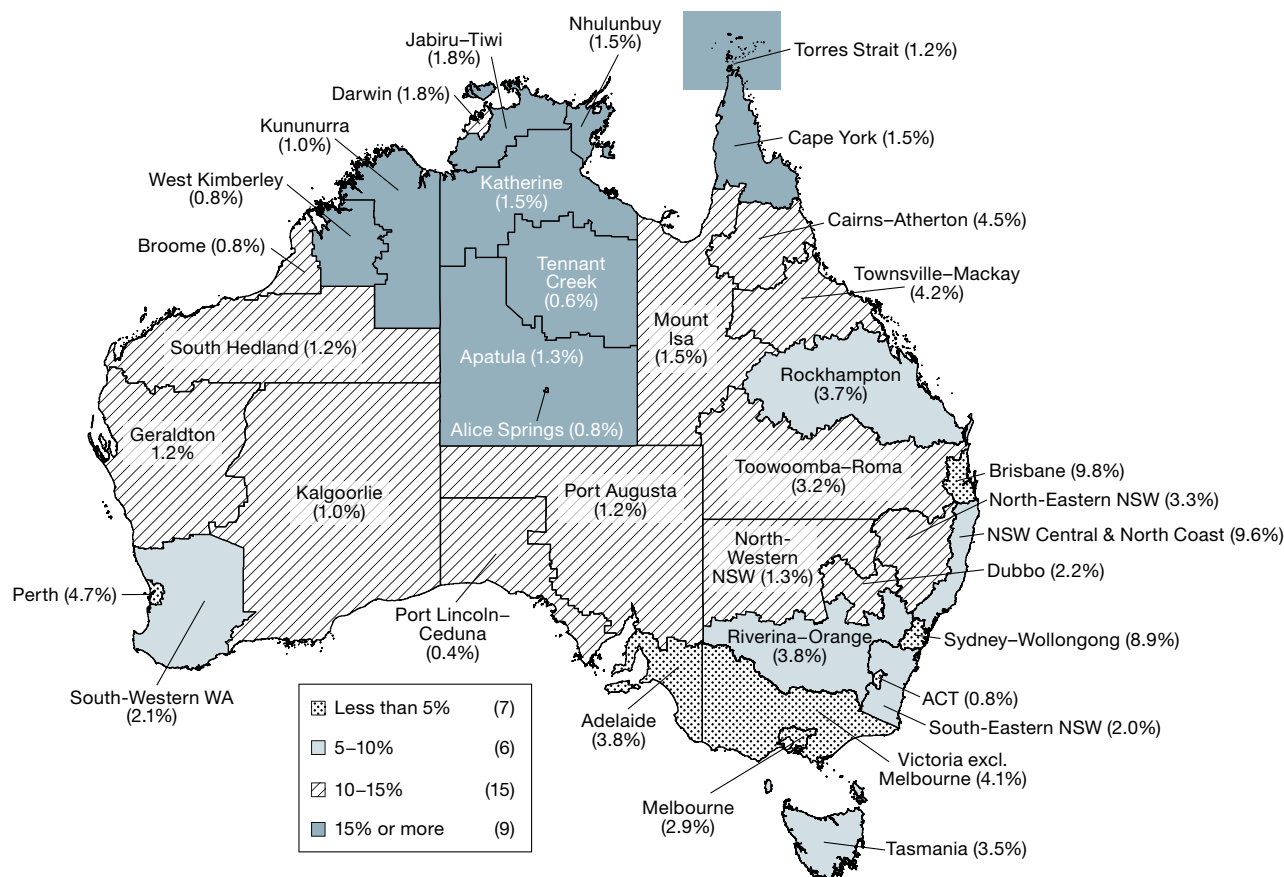 Nhulunbuy
(1.5%)
Jabiru–Tiwi
(1.8%)
Torres Strait (1.2%)
Darwin (1.8%)
Kununurra
(1.0%)
Cape York (1.5%)
West Kimberley
(0.8%)
Katherine
(1.5%)
Cairns-Atherton (4.5%)
Broome (0.8%)
Tennant
Creek
(0.6%)
Townsville–Mackay
(4.2%)
Mount
Isa
(1.5%)
South Hedland (1.2%)
Apatula (1.3%)
Rockhampton
(3.7%)
Alice Springs (0.8%)
Geraldton
1.2%)
Toowoomba–Roma
(3.2%)
Brisbane (9.8%)
Kalgoorlie
(1.0%)
Port Augusta
(1.2%)
North-Eastern NSW (3.3%)
NSW Central & North Coast (9.6%)
North-
Western
NSW (1.3%)
Dubbo (2.2%)
Perth (4.7%)
Port Lincoln–
Ceduna
(0.4%)
Riverina–Orange
(3.8%)
Sydney–Wollongong (8.9%)
South-Western WA
(2.1%)
ACT (0.8%)
Adelaide
(3.8%)
South-Eastern NSW (2.0%)
Victoria excl.
Melbourne (4.1%)
Melbourne
(2.9%)
Tasmania (3.5%)
Less than 5% (7)
5–10% (6)
10–15% (15)
15% or more (9)